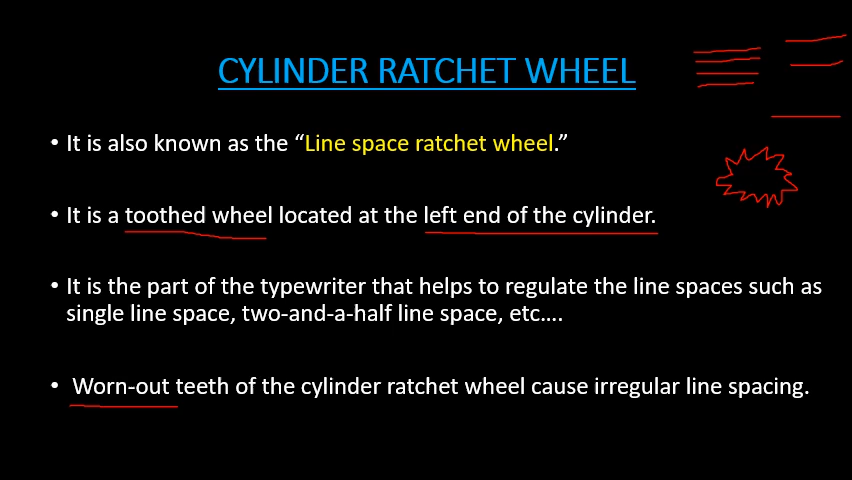 CYLINDER RATCHET WHEEL
• It is also known as the “Line space ratchet wheel.”
• It is a toothed wheel located at the left end of the cylinder.
• It is the part of the typewriter that helps to regulate the line spaces such as
single line space, two-and-a-half line space, etc….
• Worn-out teeth of the cylinder ratchet wheel cause irregular line spacing.